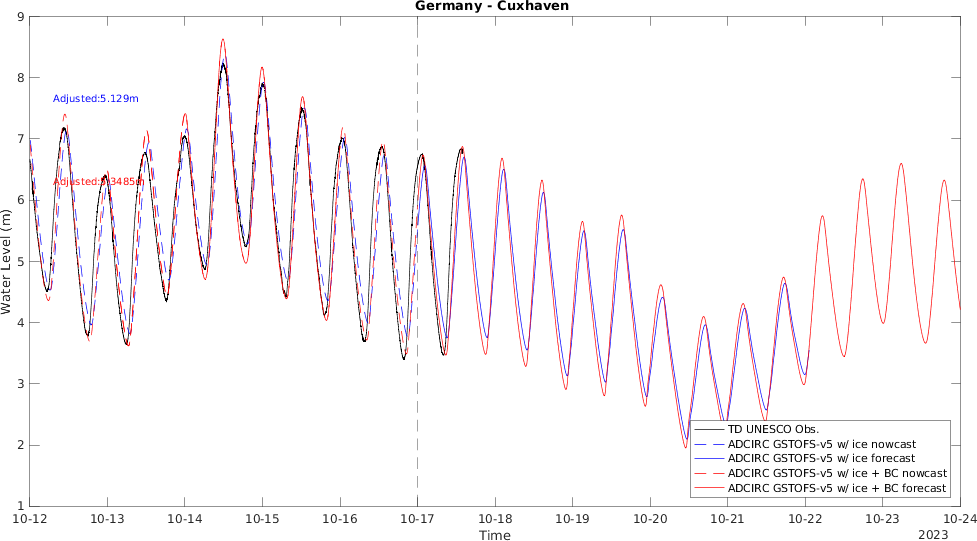 Germany - Cuxhaven
9
8
7
6
5
4
3
2
1
Water Level (m)
Adjusted:5.129m
Adjusted:5.3485m
TD UNESCO Obs.
ADCIRC GSTOFS-v5 w/ ice nowcast
ADCIRC GSTOFS-v5 w/ ice forecast
ADCIRC GSTOFS-v5 w/ ice + BC nowcast
ADCIRC GSTOFS-v5 w/ ice + BC forecast
10-12 10-13 10-14 10-15 10-16 10-17 10-18 10-19 10-20 10-21 10-22 10-23 10-24
Time
2023